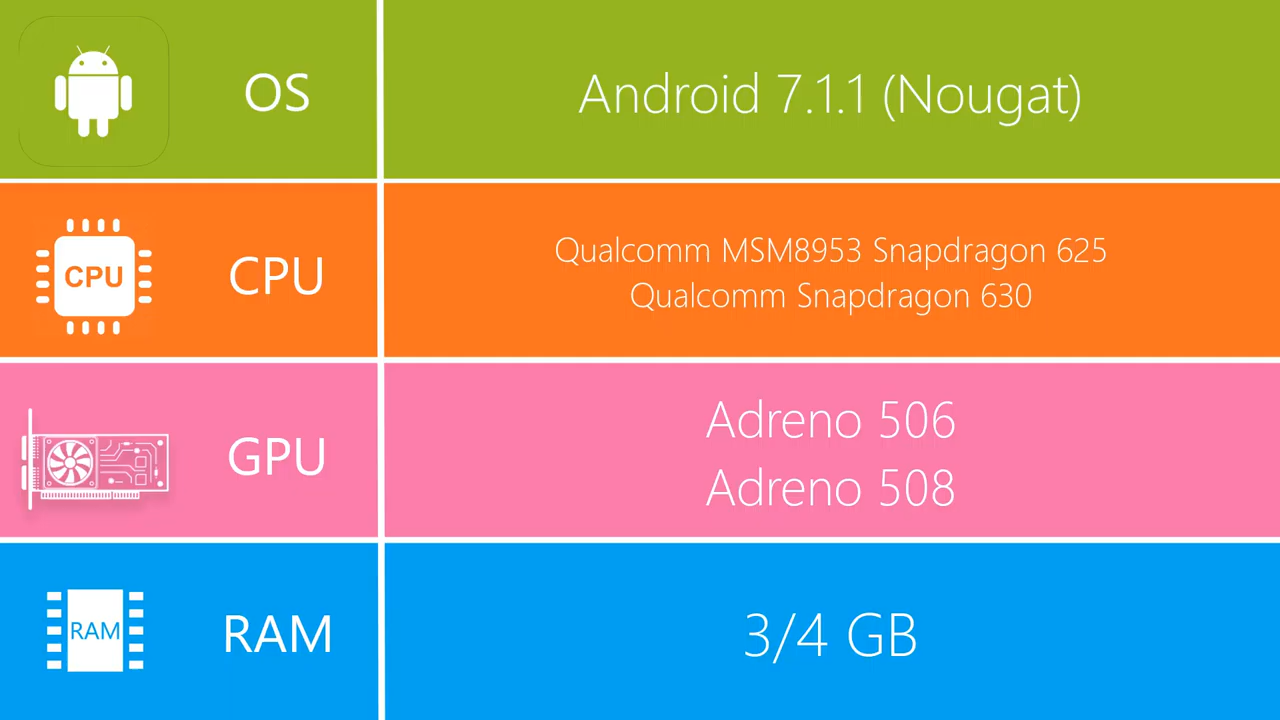 OS
Android 7.1.1 (Nougat)
CPU
CPU
Qualcomm MSM8953 Snapdragon 625
Qualcomm Snapdragon 630
GPU
Adreno 506
Adreno 508
RAM
RAM
3/4 GB